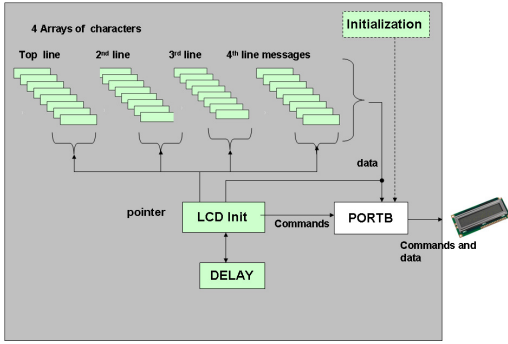 4 Arrays of characters
Initialization
Top line 2nd line 3rd line 4th line messages
data
pointer
LCD Init
Commands
PORTB
Commands and
data
DELAY